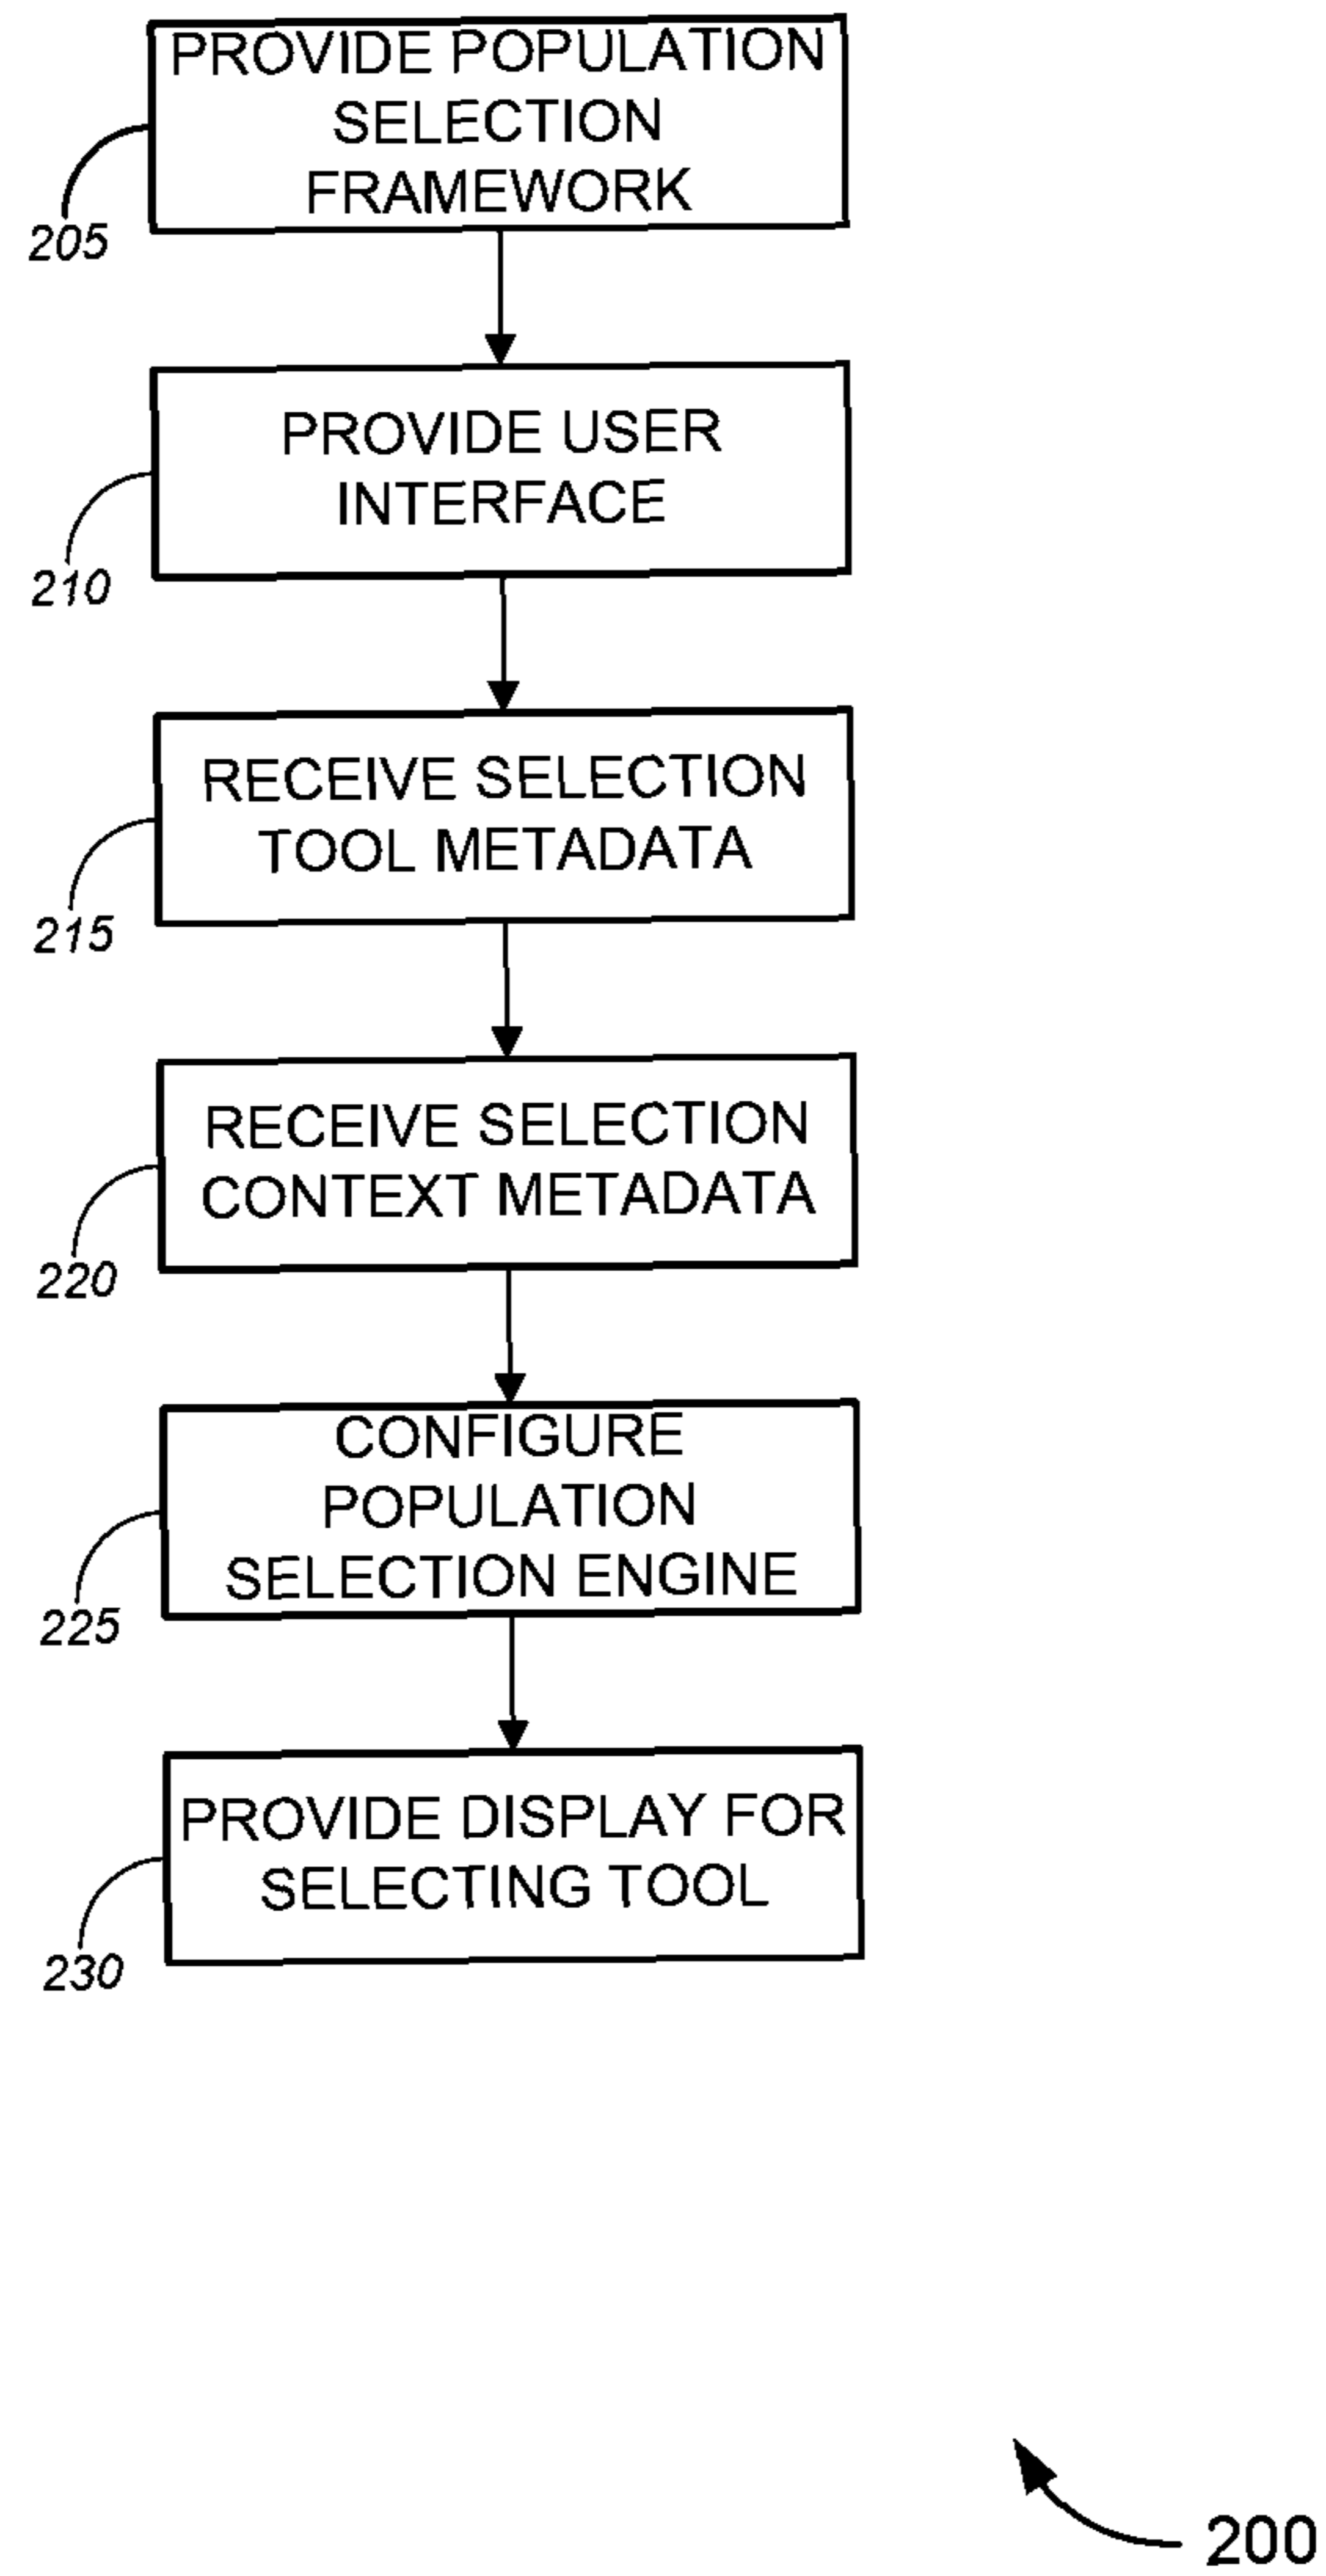 PROVIDE POPULATION
SELECTION
FRAMEWORK
205
PROVIDE USER
INTERFACE
210
RECEIVE SELECTION
TOOL METADATA
215
RECEIVE SELECTION
CONTEXT METADATA
220
CONFIGURE
POPULATION
SELECTION ENGINE
225
PROVIDE DISPLAY FOR
SELECTING TOOL
230
200